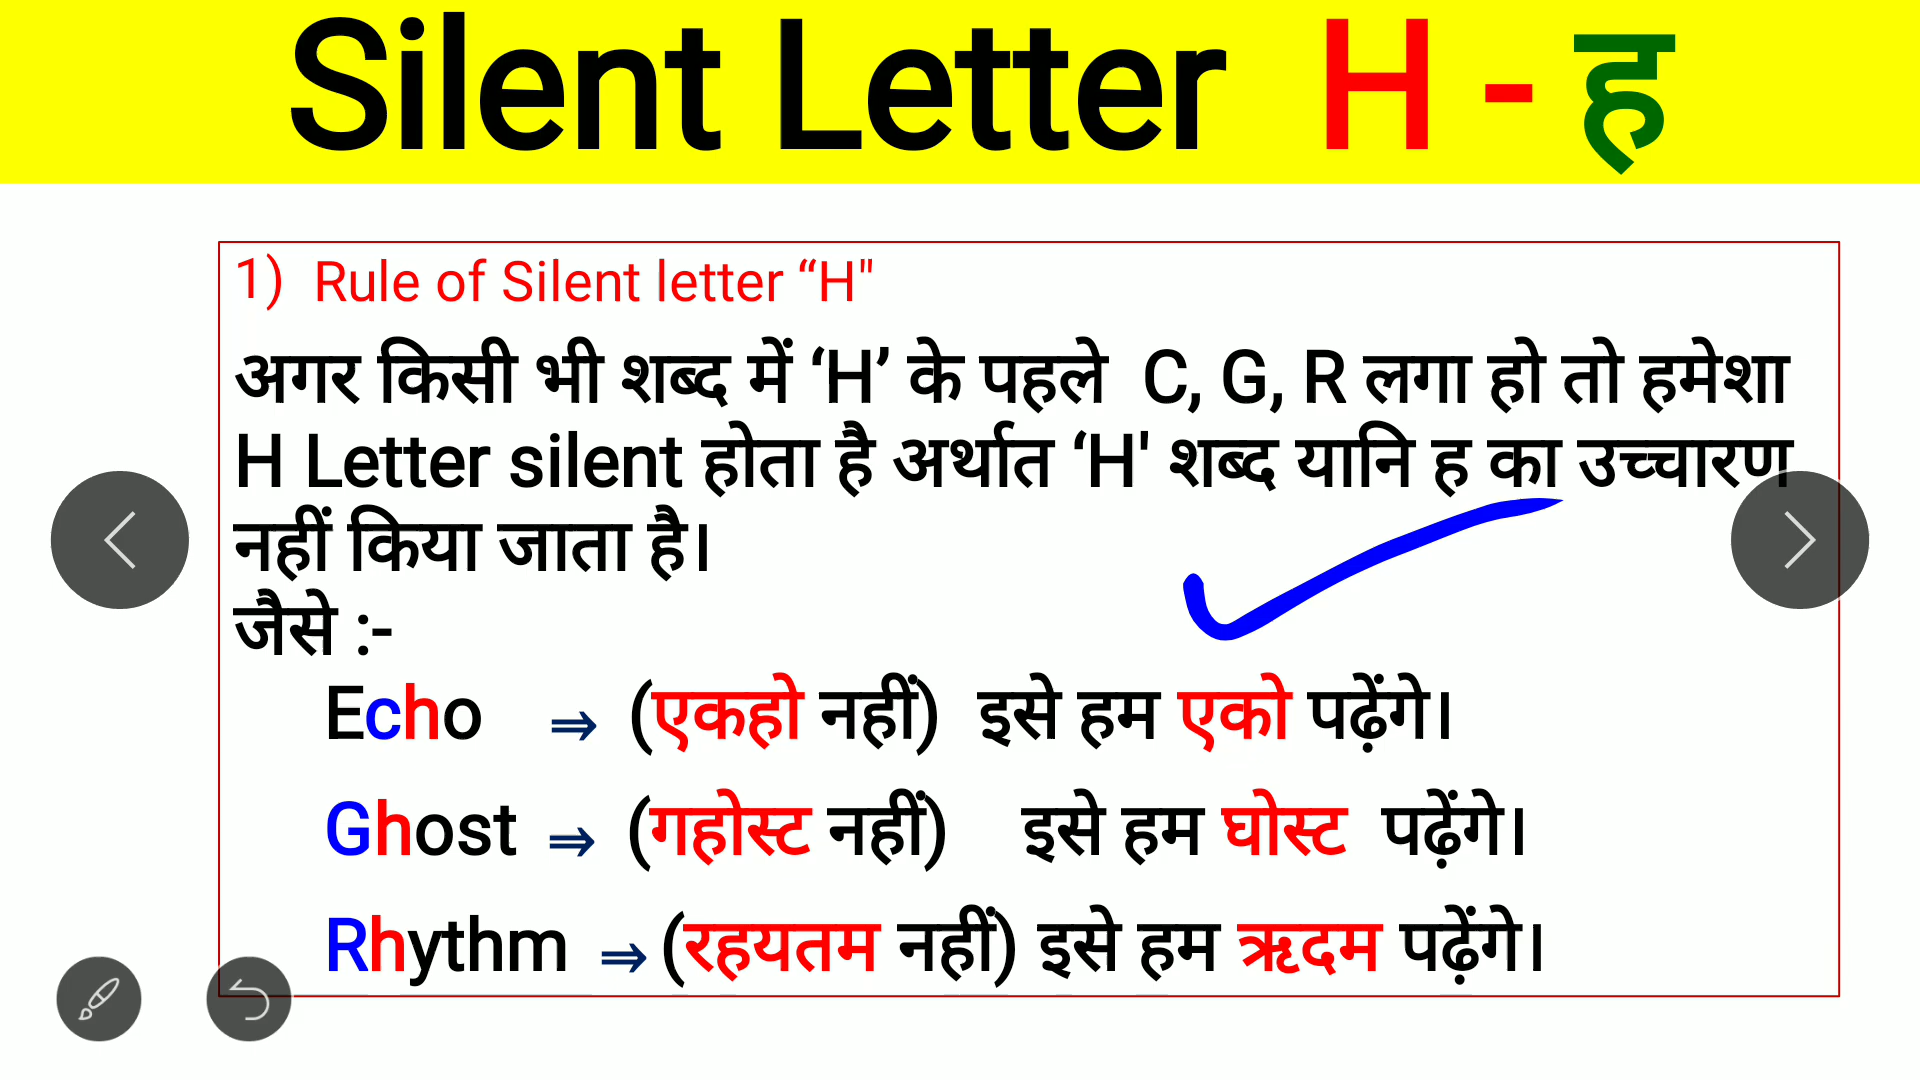 Silent Letter H - ह
1) Rule of Silent letter “H"
अगर किसी भी शब्द में ‘H’ के पहले C, G, R लगा हो तो हमेशा
H Letter silent होता है अर्थात ‘H' शब्द यानि ह का उच्चारण
नहीं किया जाता है।
जैसे :-
Echo ⇒ (एकहो नहीं) इसे हम एको पढ़ेंगे।
Ghost ⇒ (गहोस्ट नहीं) इसे हम घोस्ट पढ़ेंगे।
Rhythm ⇒ (रहयतम नहीं) इसे हम ऋदम पढ़ेंगे।